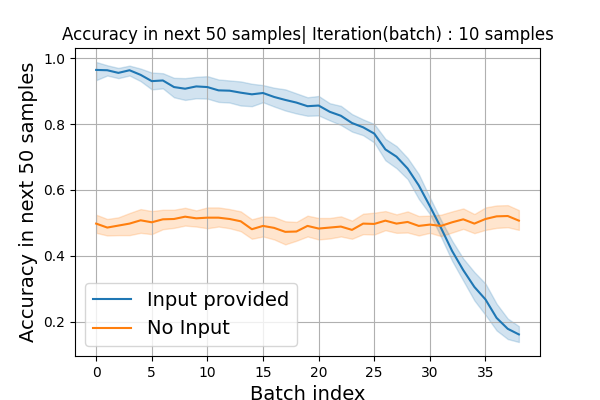 Accuracy in next 50 samples| Iteration(batch) : 10 samples
Accuracy in next 50 samples
1.0
0.8
0.6
0.4
0.2
Input provided
No Input
0 5 10 15 20 25 30 35
Batch index